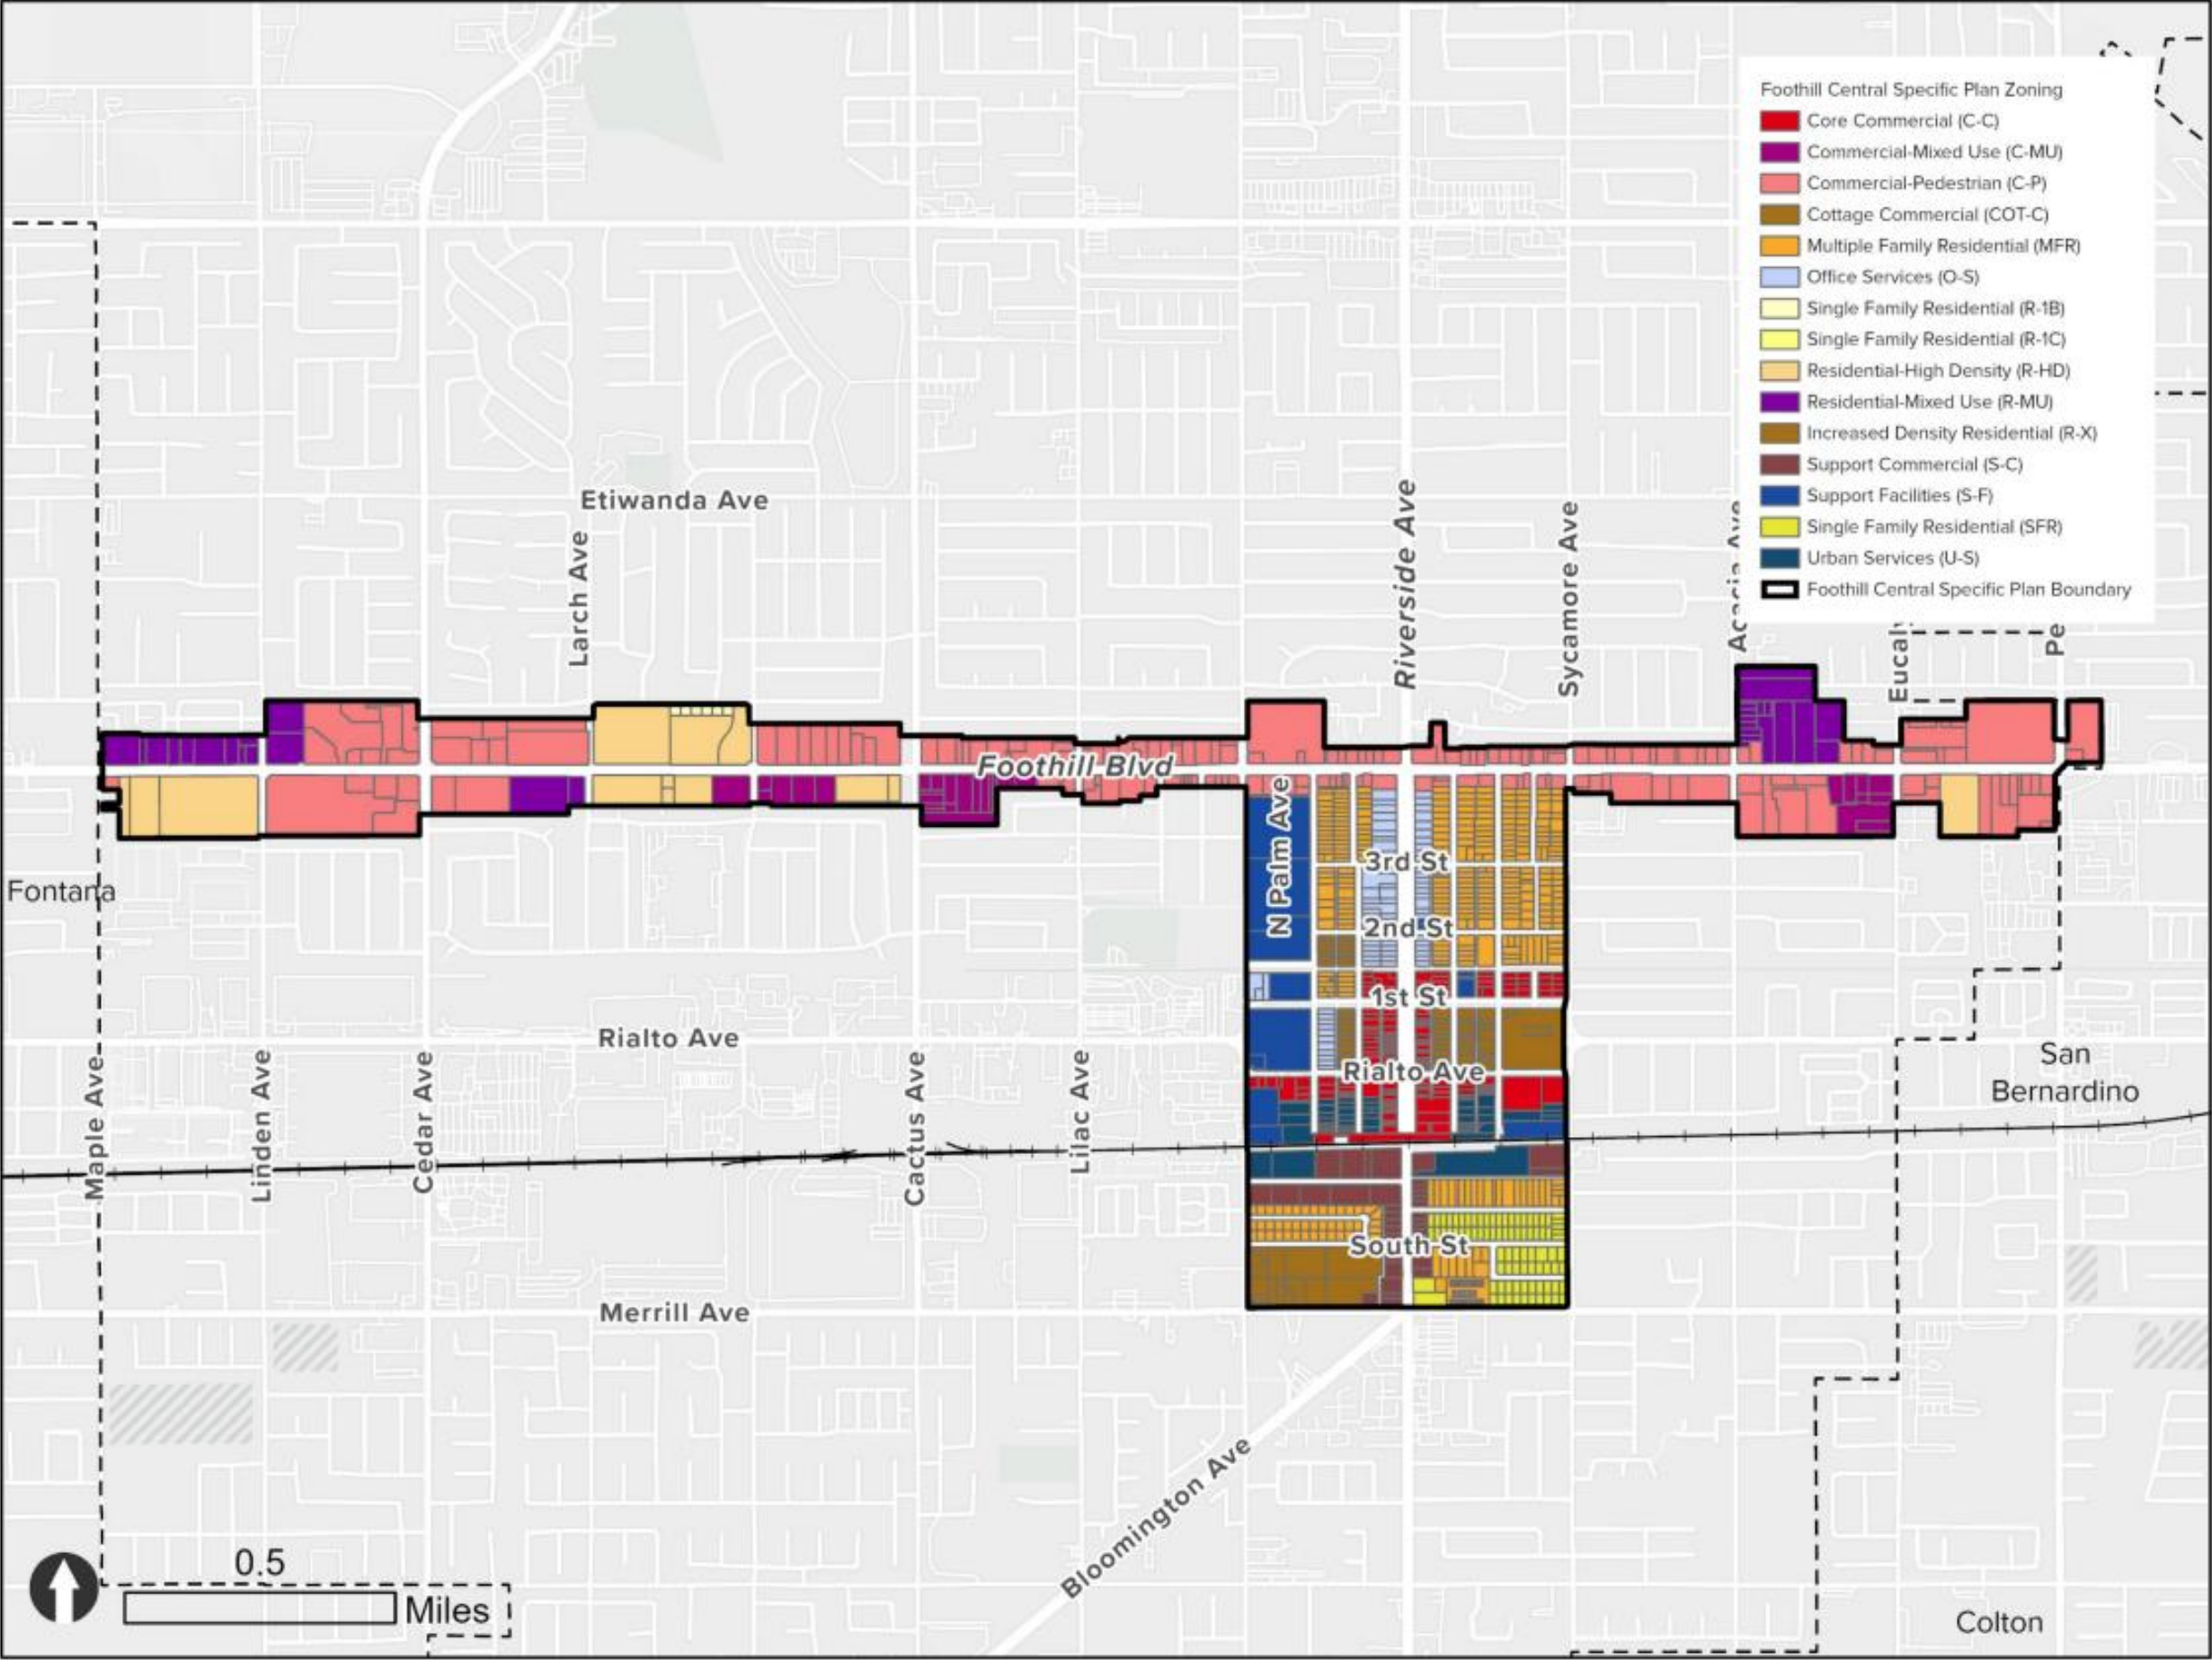 Foothill Central Specific Plan Zoning
Core Commercial (C-C)
Commercial-Mixed Use (C-MU)
Commercial-Pedestrian (C-P)
Cottage Commercial (COT-C)
Multiple Family Residential (MFR)
Office Services (O-S)
Single Family Residential (R-1B)
Single Family Residential (R-1C)
Residential-High Density (R-HD)
Residential-Mixed Use (R-MU)
Increased Density Residential (R-X)
Support Commercial (S-C)
Support Facilities (S-F)
Single Family Residential (SFR)
Urban Services (U-S)
Foothill Central Specific Plan Boundary
Etiwanda Ave
Larch Ave
Riverside Ave
Sycamore Ave
Foothill Blvd
N Palm Ave
3rd St
2nd St
1st St
Rialto Ave
Fontana
Rialto Ave
San
Bernardino
Maple Ave
Linden Ave
Cedar Ave
Cactus Ave
Lilac Ave
South St
Merrill Ave
Bloomington Ave
0.5
Miles
Colton